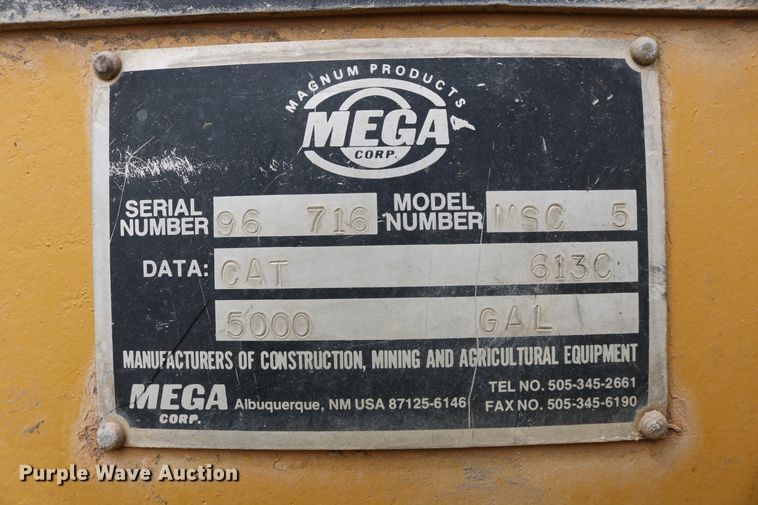 MAGNUM PRODUCTS
MEGA
CORP.
SERIAL NUMBER 96 716 MODEL NUMBER MSC 5
DATA: CAT 613C
5000 GAL
MANUFACTURERS OF CONSTRUCTION, MINING AND AGRICULTURAL EQUIPMENT
MEGA CORP. Albuquerque, NM USA 87125-6146
TEL NO. 505-345-2661
FAX NO. 505-345-6190
Purple Wave Auction